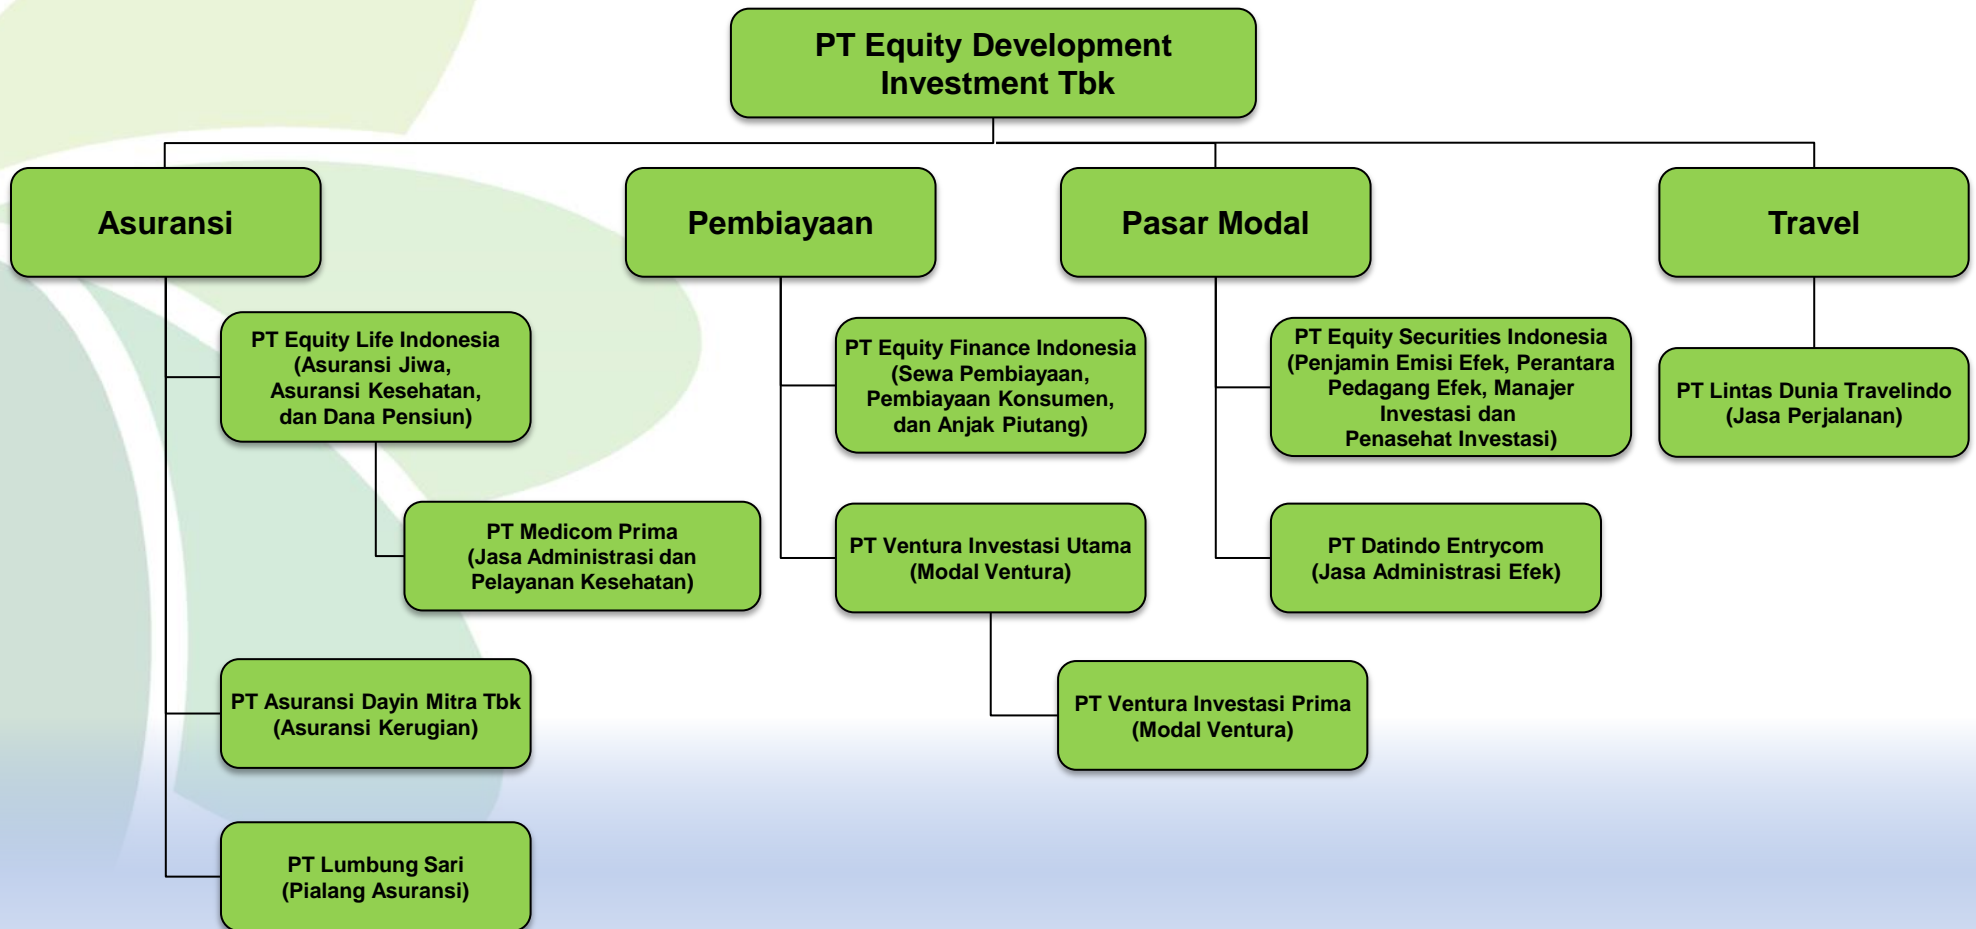 PT Equity Development
Investment Tbk
Asuransi
Pembiayaan
Pasar Modal
Travel
PT Equity Life Indonesia
(Asuransi Jiwa,
Asuransi Kesehatan,
dan Dana Pensiun)
PT Medicom Prima
(Jasa Administrasi dan
Pelayanan Kesehatan)
PT Asuransi Dayin Mitra Tbk
(Asuransi Kerugian)
PT Lumbung Sari
(Pialang Asuransi)
PT Equity Finance Indonesia
(Sewa Pembiayaan,
Pembiayaan Konsumen,
dan Anjak Piutang)
PT Ventura Investasi Utama
(Modal Ventura)
PT Ventura Investasi Prima
(Modal Ventura)
PT Equity Securities Indonesia
(Penjamin Emisi Efek, Perantara
Pedagang Efek, Manajer
Investasi dan
Penasehat Investasi)
PT Datindo Entrycom
(Jasa Administrasi Efek)
PT Lintas Dunia Travelindo
(Jasa Perjalanan)